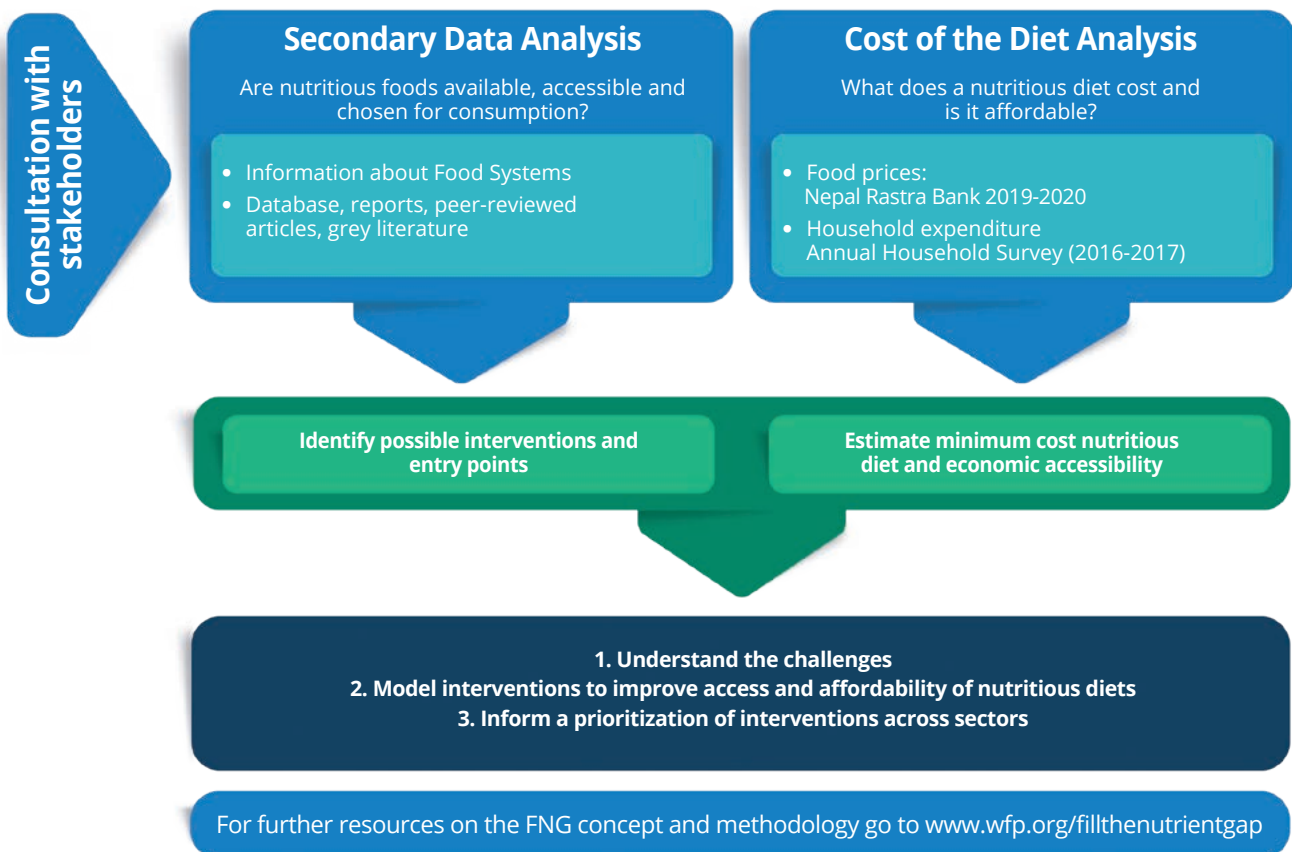 Consultation with
stakeholders
Secondary Data Analysis
Are nutritious foods available, accessible and
chosen for consumption?
• Information about Food Systems
• Database, reports, peer-reviewed
articles, grey literature
Cost of the Diet Analysis
What does a nutritious diet cost and
is it affordable?
• Food prices:
Nepal Rastra Bank 2019-2020
• Household expenditure
Annual Household Survey (2016-2017)
Identify possible interventions and
entry points
Estimate minimum cost nutritious
diet and economic accessibility
1. Understand the challenges
2. Model interventions to improve access and affordability of nutritious diets
3. Inform a prioritization of interventions across sectors
For further resources on the FNG concept and methodology go to www.wfp.org/fillthenutrientgap